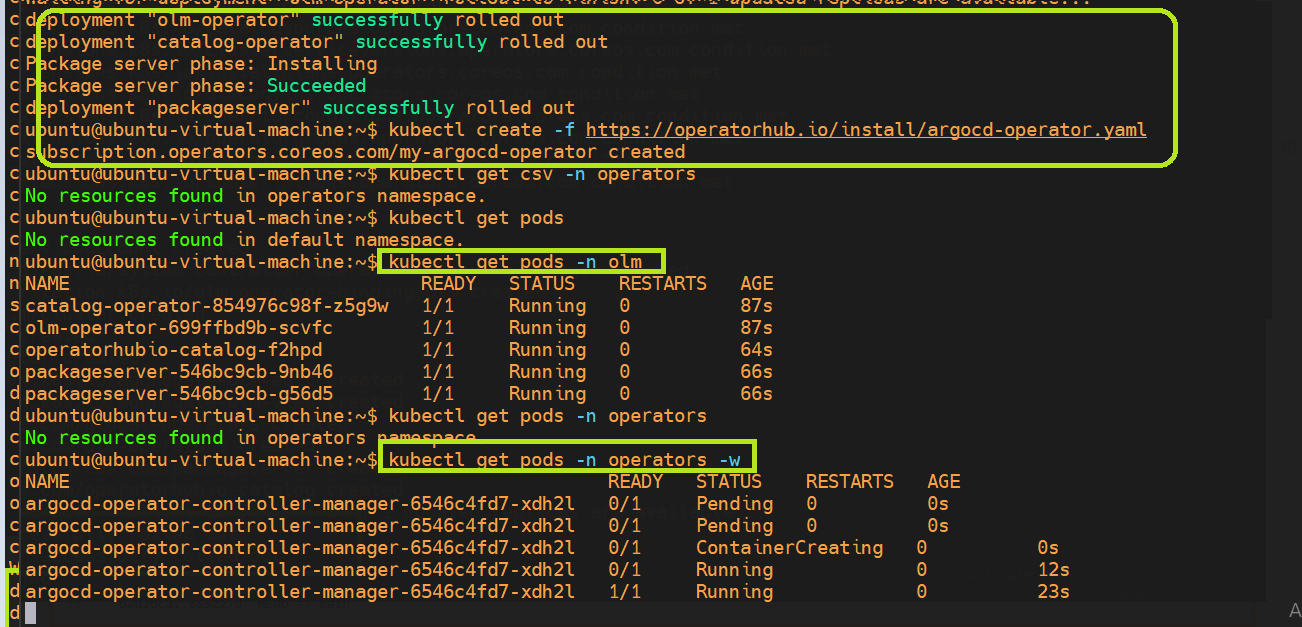 deployment "olm-operator" successfully rolled out
deployment "catalog-operator" successfully rolled out
Package server phase: Installing
Package server phase: Succeeded
deployment "packageserver" successfully rolled out
ubuntu@ubuntu-virtual-machine:~$ kubectl create -f https://operatorhub.io/install/argocd-operator.yaml
subscription.operators.coreos.com/my-argocd-operator created
ubuntu@ubuntu-virtual-machine:~$ kubectl get csv -n operators
No resources found in operators namespace.
ubuntu@ubuntu-virtual-machine:~$ kubectl get pods
No resources found in default namespace.
ubuntu@ubuntu-virtual-machine:~$ kubectl get pods -n olm
NAME READY STATUS RESTARTS AGE
catalog-operator-854976c98f-z5g9w 1/1 Running 0 87s
olm-operator-699ffbd9b-scvfc 1/1 Running 0 87s
operatorhubio-catalog-f2hpd 1/1 Running 0 64s
packageserver-546bc9cb-9nb46 1/1 Running 0 66s
packageserver-546bc9cb-g56d5 1/1 Running 0 66s
ubuntu@ubuntu-virtual-machine:~$ kubectl get pods -n operators
No resources found in operators namespace.
ubuntu@ubuntu-virtual-machine:~$ kubectl get pods -n operators -w
NAME READY STATUS RESTARTS AGE
argocd-operator-controller-manager-6546c4fd7-xdh2l 0/1 Pending 0 0s
argocd-operator-controller-manager-6546c4fd7-xdh2l 0/1 Pending 0 0s
argocd-operator-controller-manager-6546c4fd7-xdh2l 0/1 ContainerCreating 0 0s
argocd-operator-controller-manager-6546c4fd7-xdh2l 0/1 Running 0 12s
argocd-operator-controller-manager-6546c4fd7-xdh2l 1/1 Running 0 23s